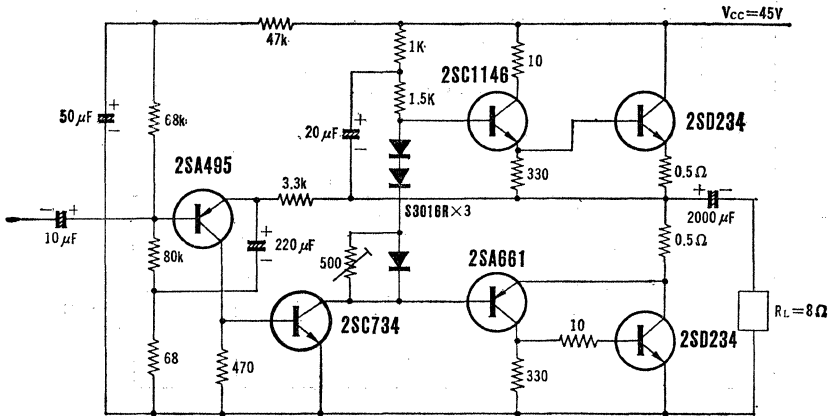 VCC=45V
47k
1K
10
2SC1146
50μF
+
−
68k
1.5K
2SD234
20μF
+
−
2SA495
3.3k
330
0.5Ω
S3016R×3
+
−
2000μF
−
+
10μF
80k
+
220μF
−
500
2SA661
0.5Ω
RL=8Ω
2SC734
10
2SD234
68
470
330